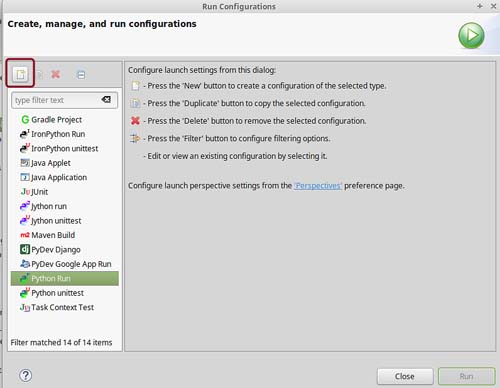 Run Configurations
Create, manage, and run configurations
type filter text
Gradle Project
IronPython Run
IronPython unittest
Java Applet
Java Application
JUnit
Jython run
Jython unittest
Maven Build
PyDev Django
PyDev Google App Run
Python Run
Python unittest
Task Context Test
Filter matched 14 of 14 items
Configure launch settings from this dialog:
- Press the 'New' button to create a configuration of the selected type.
- Press the 'Duplicate' button to copy the selected configuration.
- Press the 'Delete' button to remove the selected configuration.
- Press the 'Filter' button to configure filtering options.
- Edit or view an existing configuration by selecting it.
Configure launch perspective settings from the 'Perspectives' preference page.
Close
Run